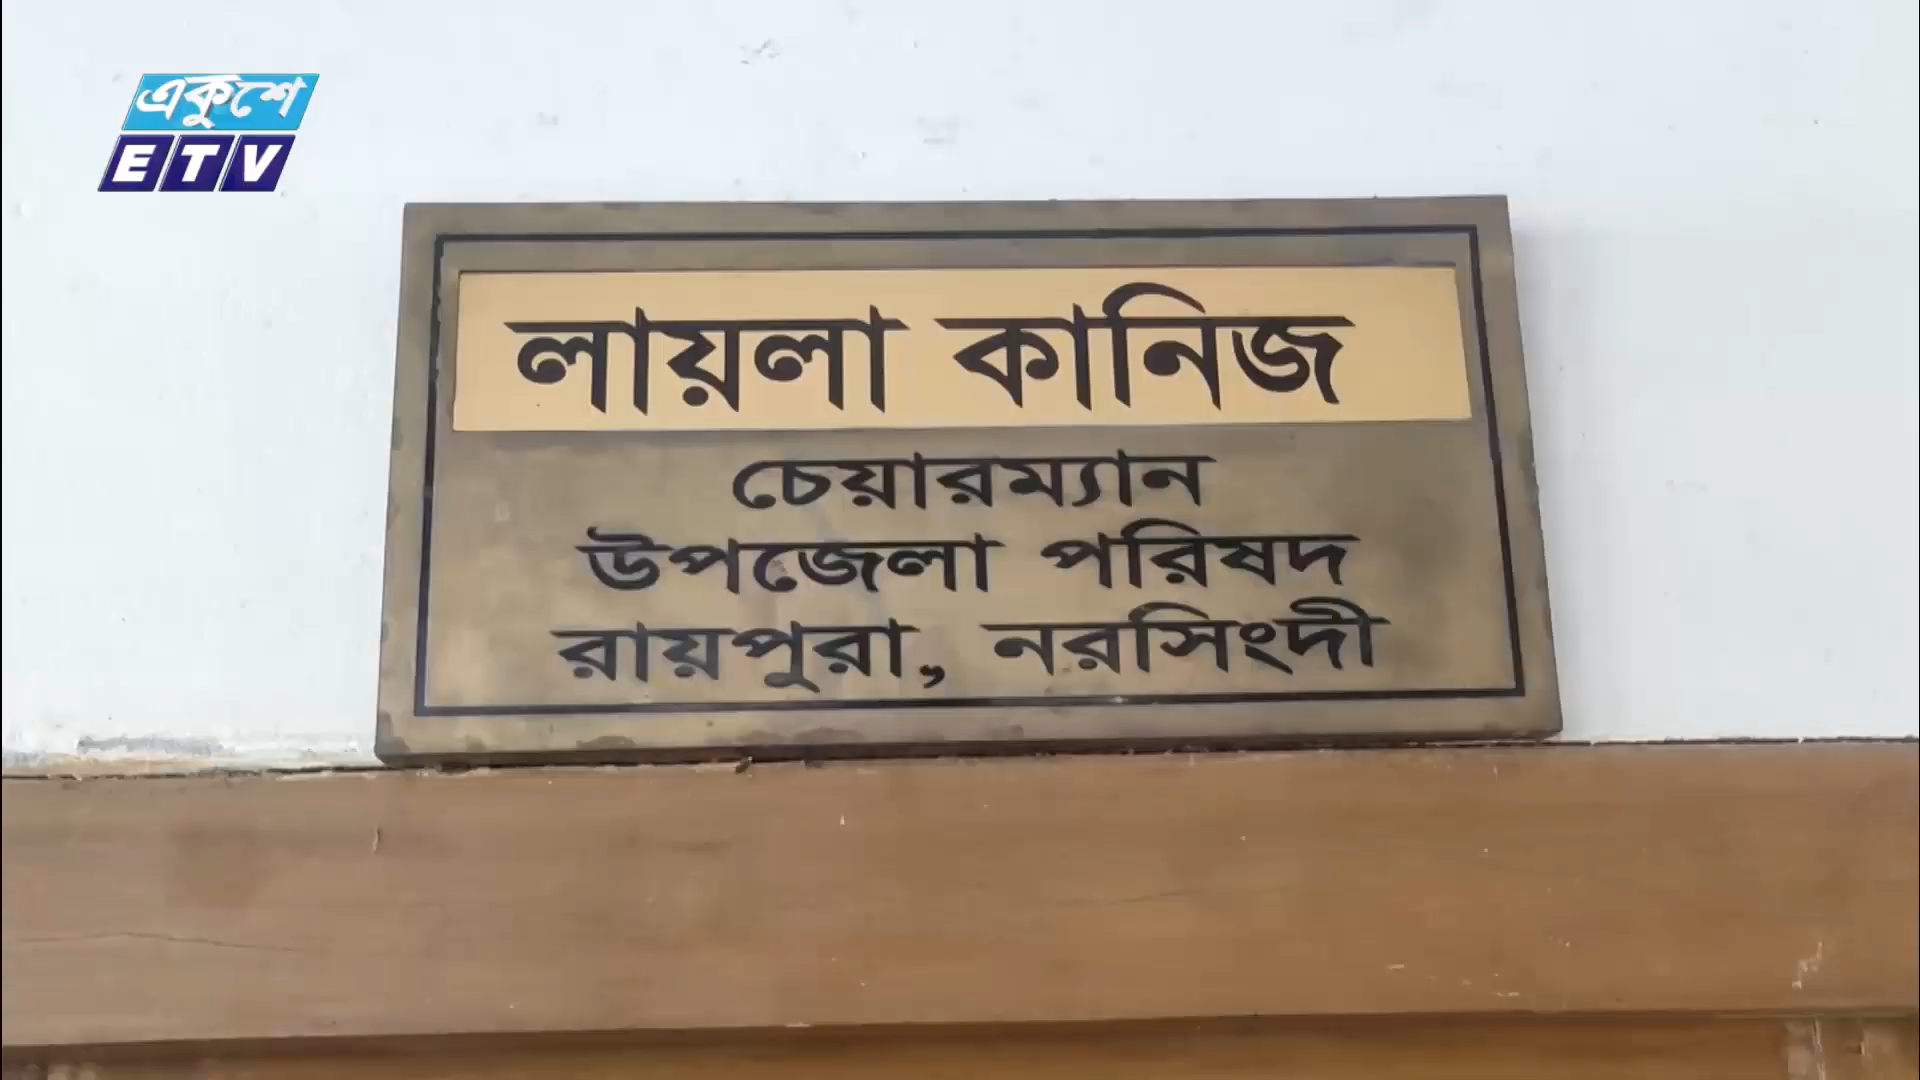 একুশে
ETV
লায়লা কানিজ
চেয়ারম্যান
উপজেলা পরিষদ
রায়পুরা, নরসিংদী